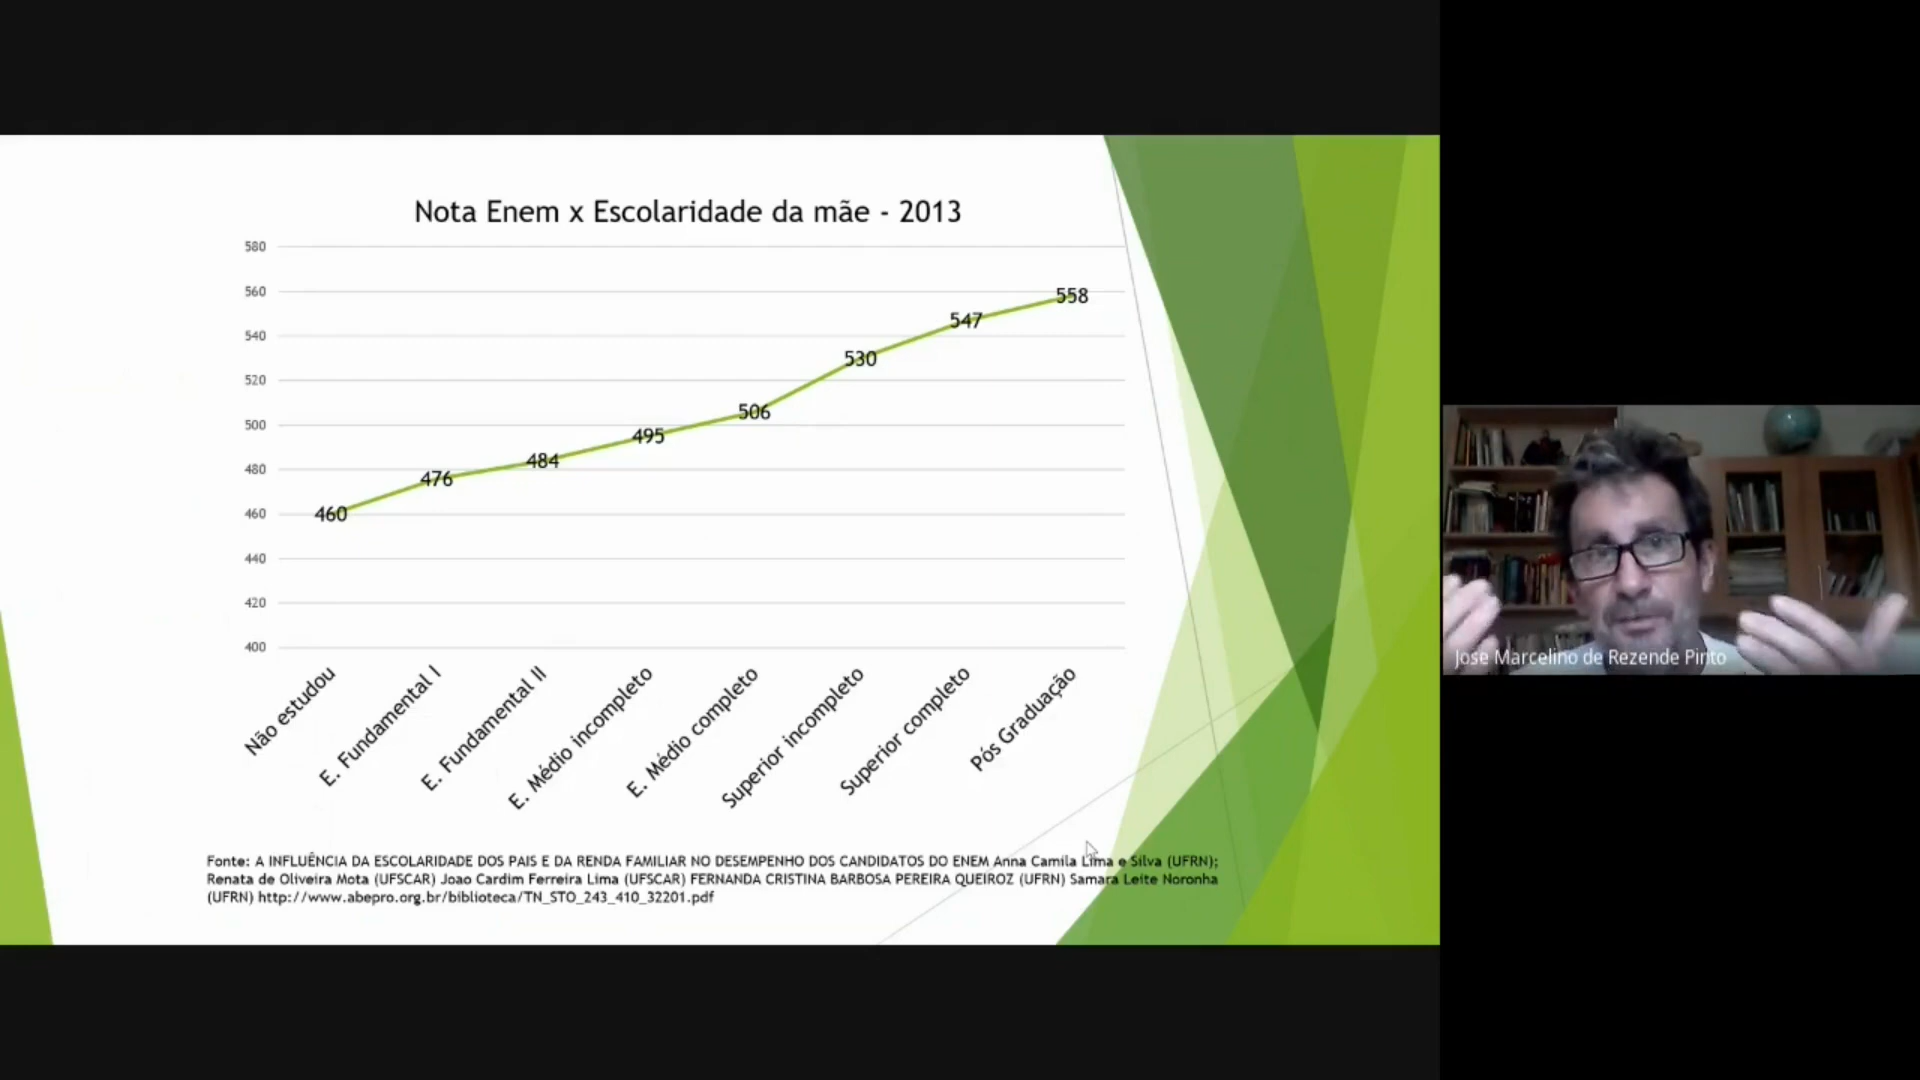 Nota Enem x Escolaridade da mãe - 2013
580
560
540
520
500
480
460
440
420
400
460
476
484
495
506
530
547
558
Não estudou
E. Fundamental I
E. Fundamental II
E. Médio incompleto
E. Médio completo
Superior incompleto
Superior completo
Pós Graduação
Fonte: A INFLUÊNCIA DA ESCOLARIDADE DOS PAIS E DA RENDA FAMILIAR NO DESEMPENHO DOS CANDIDATOS DO ENEM Anna Camila Lima e Silva (UFRN);
Renata de Oliveira Mota (UFSCAR) Joao Cardim Ferreira Lima (UFSCAR) FERNANDA CRISTINA BARBOSA PEREIRA QUEIROZ (UFRN) Samara Leite Noronha
(UFRN) http://www.abepro.org.br/biblioteca/TN_STO_243_410_32201.pdf
José Marcelino de Rezende Pinto